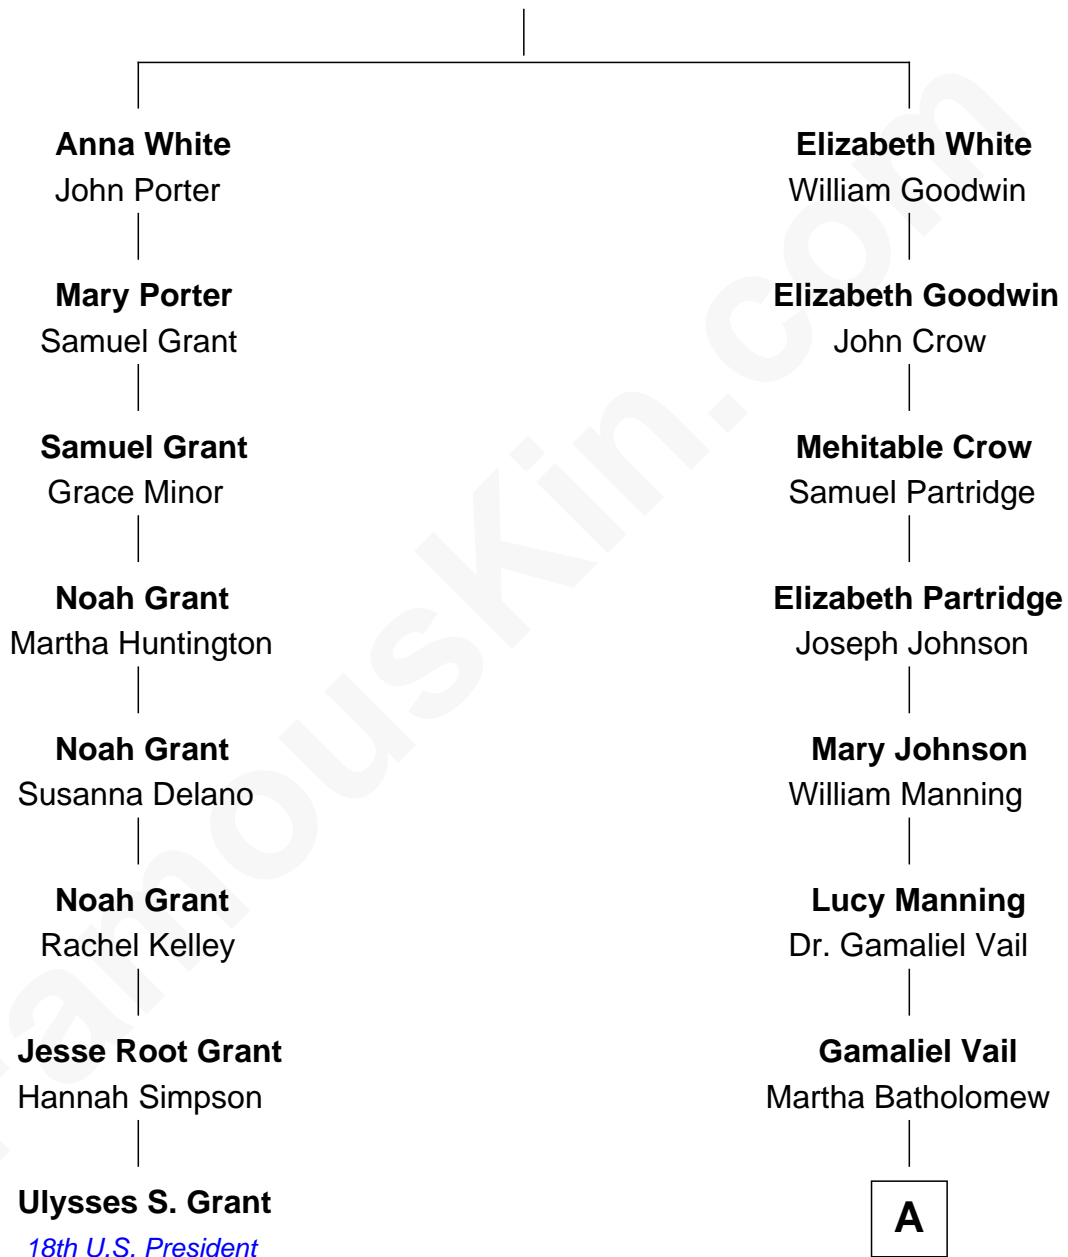 Anna White
John Porter
Mary Porter
Samuel Grant
Samuel Grant
Grace Minor
Noah Grant
Martha Huntington
Noah Grant
Susanna Delano
Noah Grant
Rachel Kelley
Jesse Root Grant
Hannah Simpson
Ulysses S. Grant
18th U.S. President
Elizabeth White
William Goodwin
Elizabeth Goodwin
John Crow
Mehitable Crow
Samuel Partridge
Elizabeth Partridge
Joseph Johnson
Mary Johnson
William Manning
Lucy Manning
Dr. Gamaliel Vail
Gamaliel Vail
Martha Batholomew
A
FamousKin.com